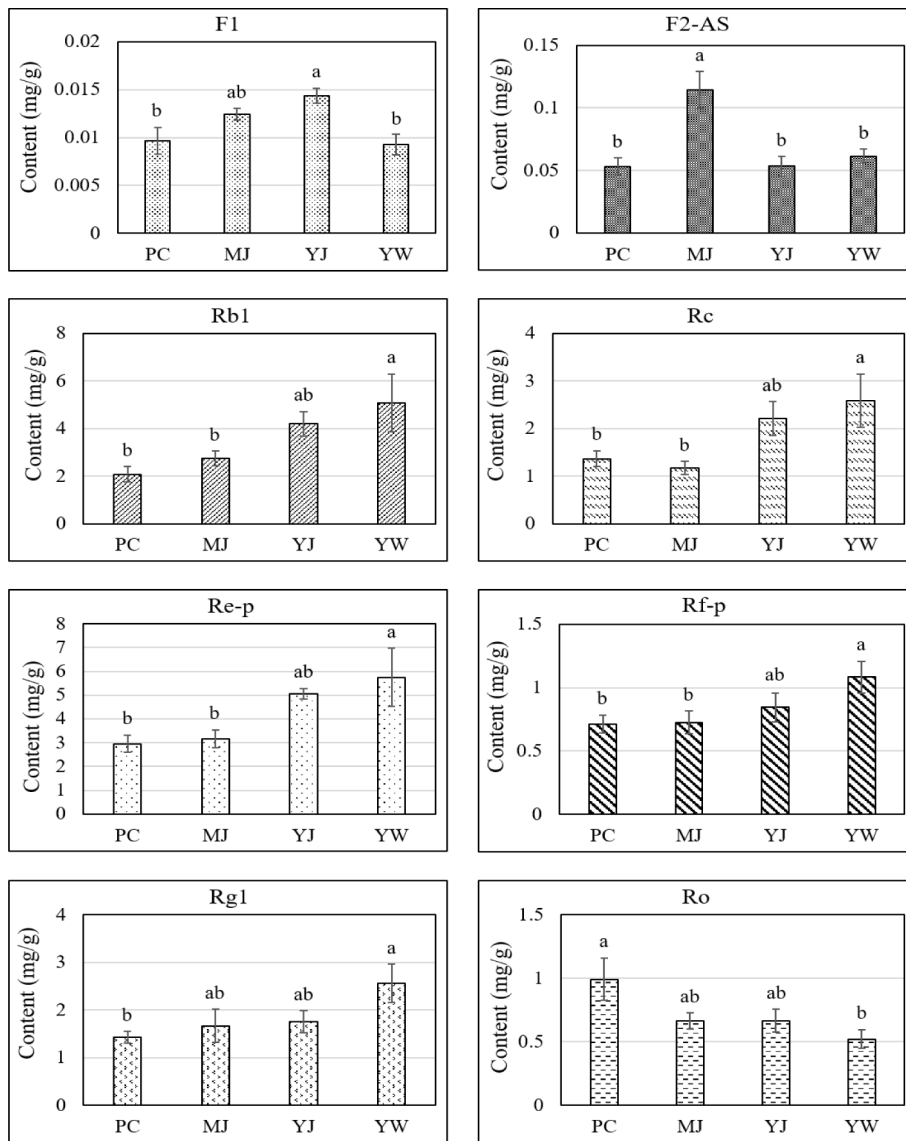 F1
Content (mg/g)
0.02
0.015
0.01
0.005
0
b
ab
a
b
PC MJ YJ YW
F2-AS
Content (mg/g)
0.15
0.1
0.05
0
b
a
b
b
PC MJ YJ YW
Rb1
Content (mg/g)
8
6
4
2
0
b
b
ab
a
PC MJ YJ YW
Rc
Content (mg/g)
4
3
2
1
0
b
b
ab
a
PC MJ YJ YW
Re-p
Content (mg/g)
8
7
6
5
4
3
2
1
0
b
b
ab
a
PC MJ YJ YW
Rf-p
Content (mg/g)
1.5
1
0.5
0
b
b
ab
a
PC MJ YJ YW
Rg1
Content (mg/g)
4
3
2
1
0
b
ab
ab
a
PC MJ YJ YW
Ro
Content (mg/g)
1.5
1
0.5
0
a
ab
ab
b
PC MJ YJ YW